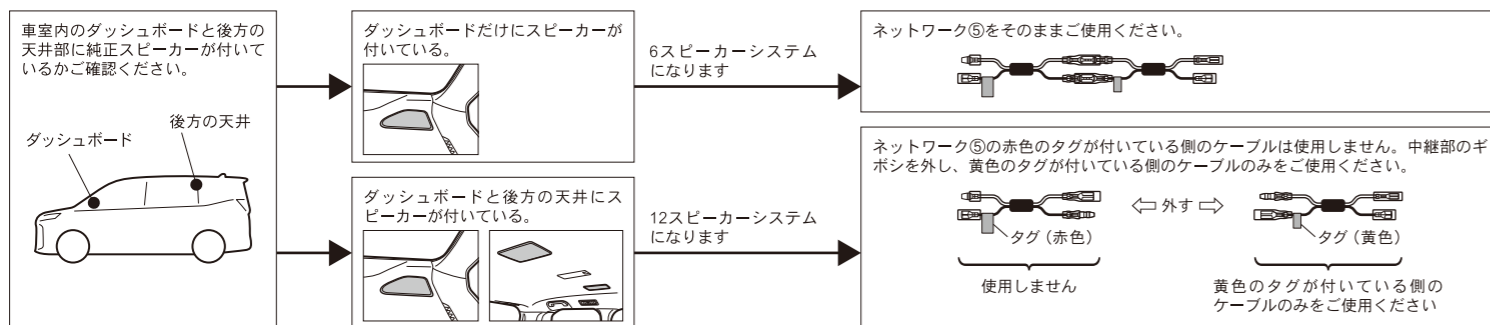 車室内のダッシュボードと後方の
天井部に純正スピーカーが付いて
いるかご確認ください。
ダッシュボード
後方の天井
ダッシュボードだけにスピーカーが
付いている。
6スピーカーシステム
になります
ネットワーク⑤をそのままご使用ください。
ダッシュボードと後方の天井にス
ピーカーが付いている。
12スピーカーシステム
になります
ネットワーク⑤の赤色のタグが付いている側のケーブルは使用しません。中継部のギ
ボシを外し、黄色のタグが付いている側のケーブルのみをご使用ください。
外す
タグ（赤色）
タグ（黄色）
使用しません
黄色のタグが付いている側の
ケーブルのみをご使用ください